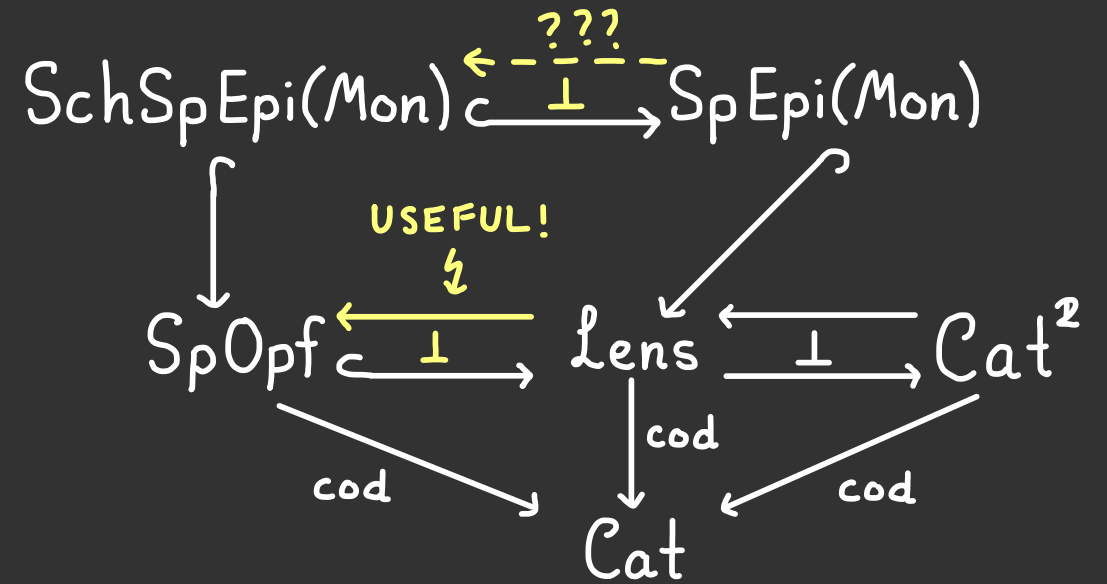 ???
SchSpEpi(Mon) ⊥ SpEpi(Mon)
USEFUL!
SpOpf ⊥ Lens ⊥ Cat²
cod cod cod
Cat